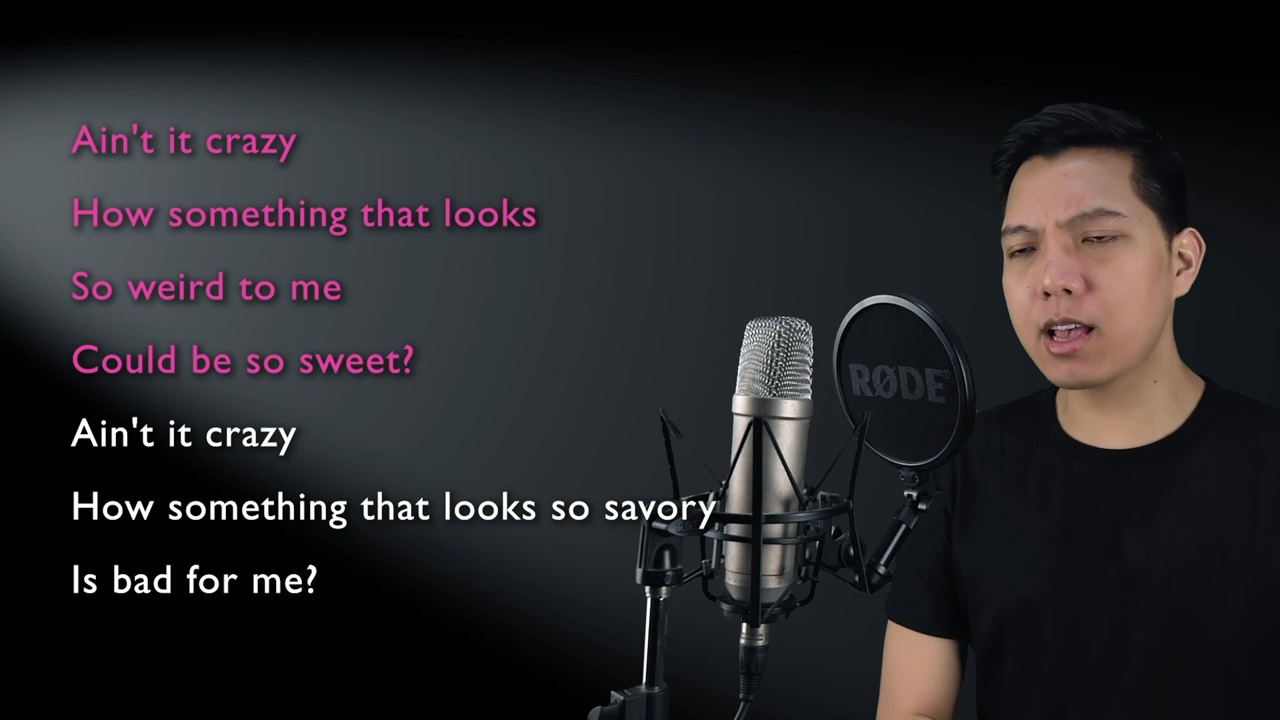 Ain't it crazy
How something that looks
So weird to me
Could be so sweet?
Ain't it crazy
How something that looks so savory
Is bad for me?
RØDE®